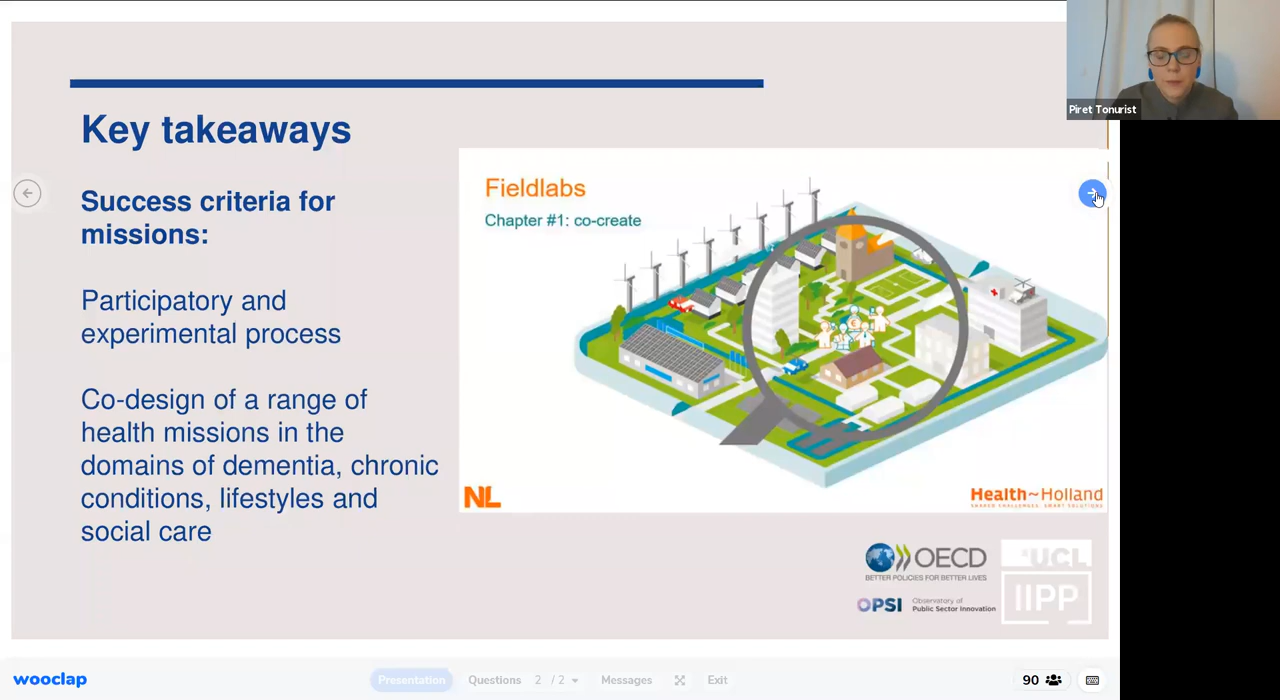 Piret Tonurist
Key takeaways
Success criteria for
missions:
Participatory and
experimental process
Co-design of a range of
health missions in the
domains of dementia, chronic
conditions, lifestyles and
social care
Fieldlabs
Chapter #1: co-create
NL
Health~Holland
SHARED CHALLENGES, SMART SOLUTIONS
OECD
BETTER POLICIES FOR BETTER LIVES
OPSI
Observatory of
Public Sector Innovation
UCL
IIPP
wooclap
Presentation
Questions 2 / 2
Messages
Exit
90